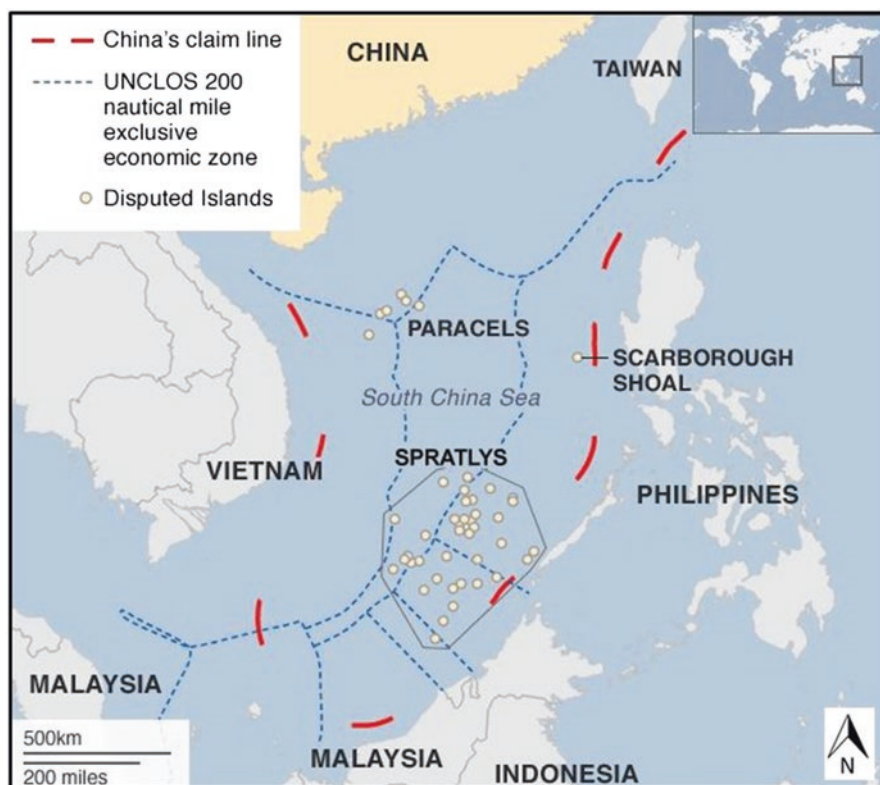 China's claim line
UNCLOS 200
nautical mile
exclusive
economic zone
Disputed Islands
CHINA
TAIWAN
PARACELS
SCARBOROUGH
SHOAL
South China Sea
SPRATLYS
VIETNAM
PHILIPPINES
MALAYSIA
500km
200 miles
MALAYSIA
INDONESIA
N